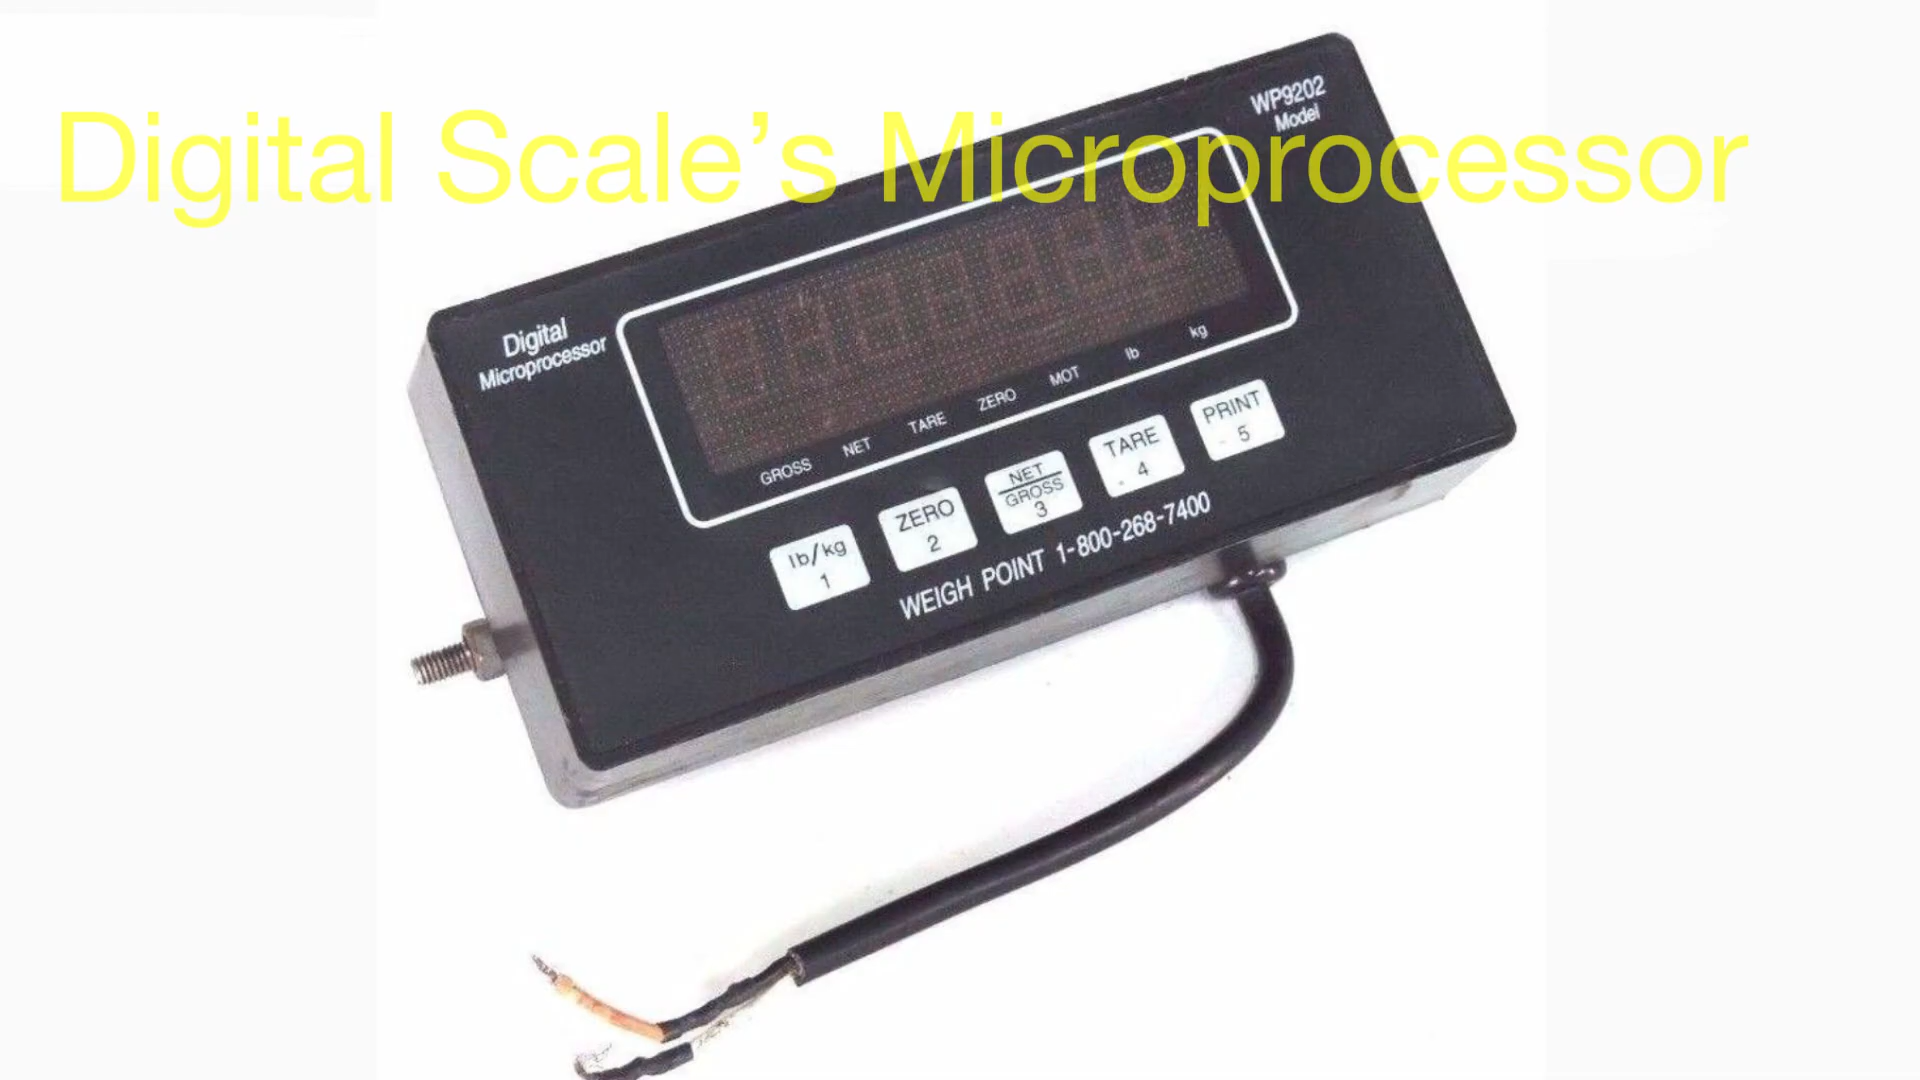 Digital Scale’s Microprocessor
WP9202
Model
Digital
Microprocessor
GROSS NET TARE ZERO MOT lb kg
lb/kg
1
ZERO
2
NET
GROSS
3
TARE
4
PRINT
5
WEIGH POINT 1-800-268-7400